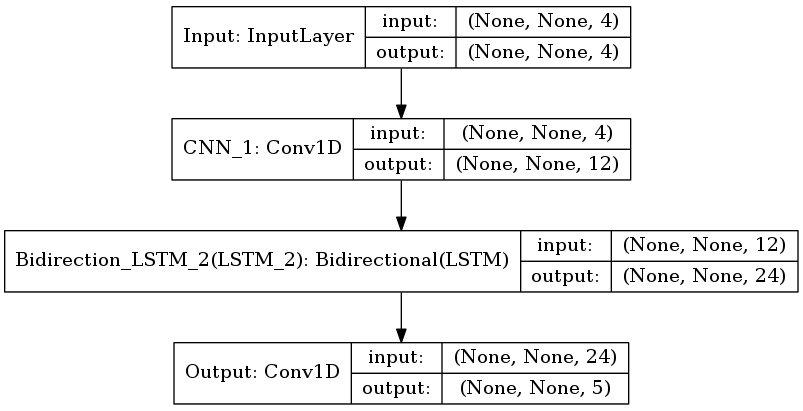 Input: InputLayer
input: (None, None, 4)
output: (None, None, 4)
CNN_1: Conv1D
input: (None, None, 4)
output: (None, None, 12)
Bidirection_LSTM_2(LSTM_2): Bidirectional(LSTM)
input: (None, None, 12)
output: (None, None, 24)
Output: Conv1D
input: (None, None, 24)
output: (None, None, 5)